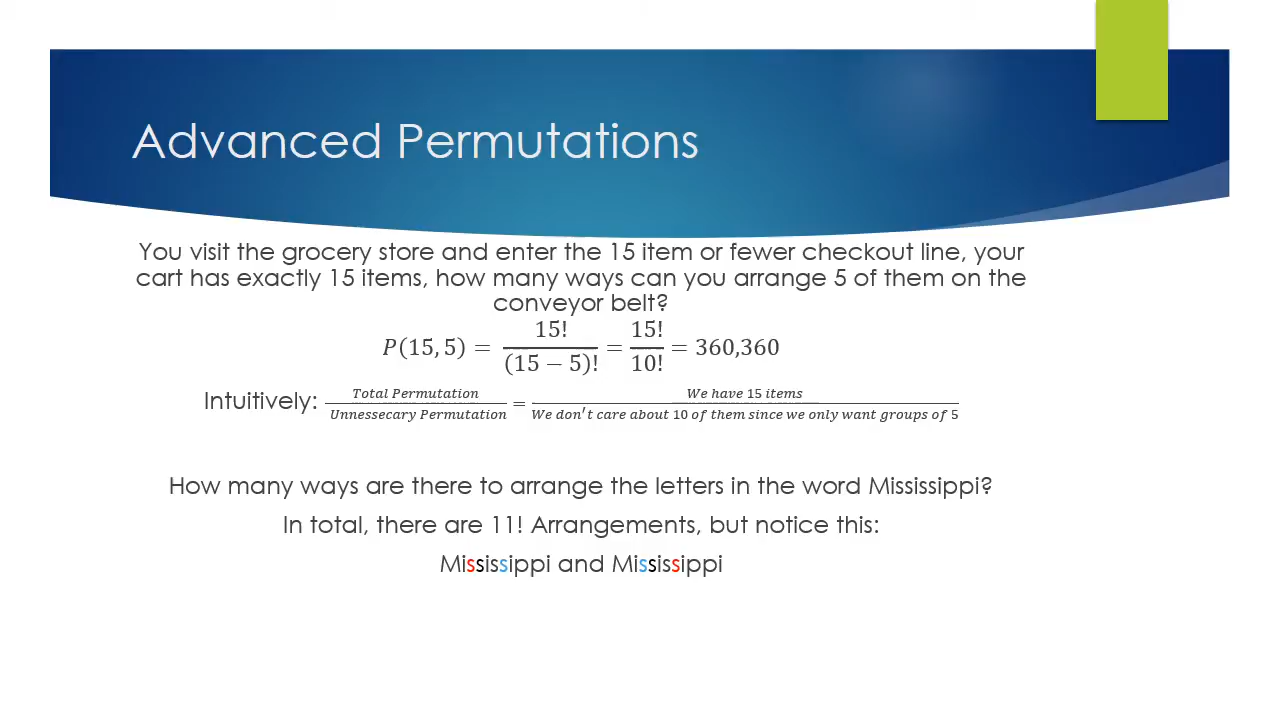 Advanced Permutations
You visit the grocery store and enter the 15 item or fewer checkout line, your
cart has exactly 15 items, how many ways can you arrange 5 of them on the
conveyor belt?
P(15, 5) = 15! / (15 − 5)! = 15! / 10! = 360,360
Intuitively: Total Permutation / Unnessecary Permutation = We have 15 items / We don't care about 10 of them since we only want groups of 5
How many ways are there to arrange the letters in the word Mississippi?
In total, there are 11! Arrangements, but notice this:
Mississippi and Mississippi